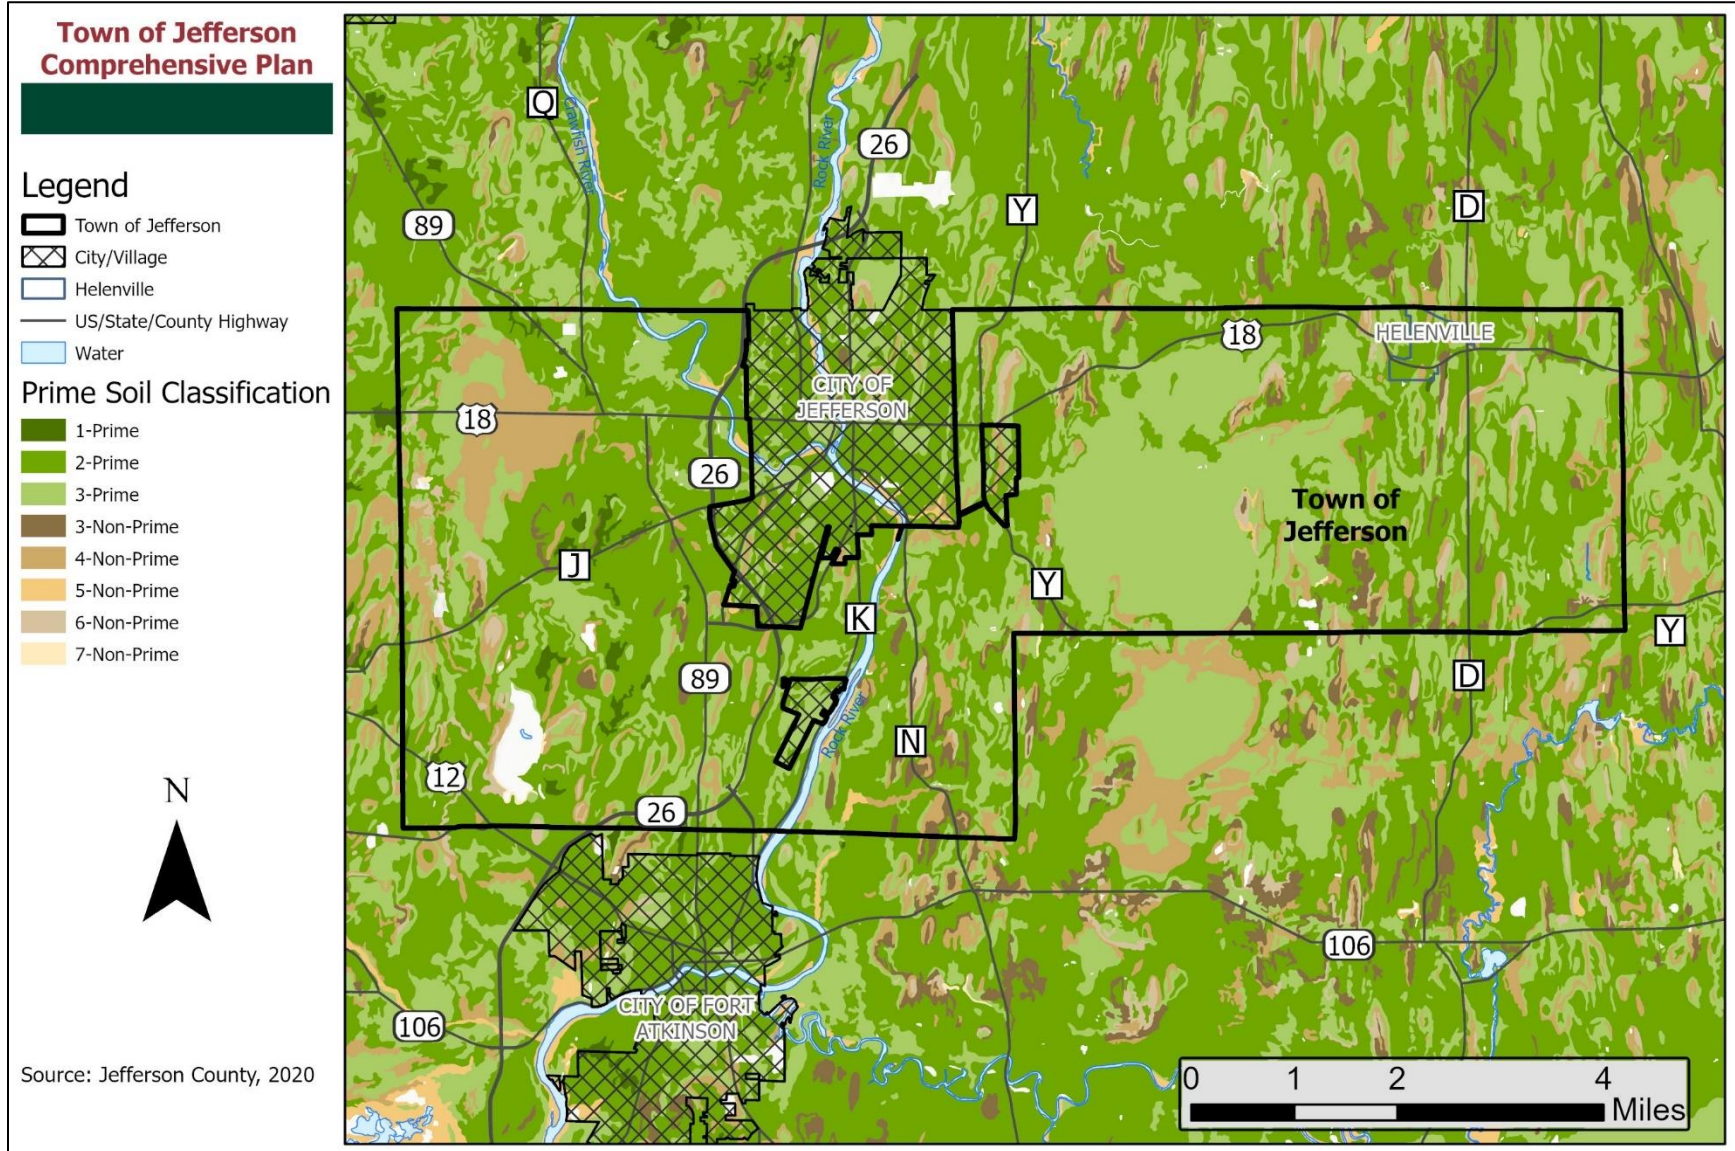 Town of Jefferson
Comprehensive Plan
Legend
Town of Jefferson
City/Village
Helenville
US/State/County Highway
Water
Prime Soil Classification
1-Prime
2-Prime
3-Prime
3-Non-Prime
4-Non-Prime
5-Non-Prime
6-Non-Prime
7-Non-Prime
N
Source: Jefferson County, 2020
Q
Crawfish River
Rock River
26
89
Y
D
18
HELENVILLE
CITY OF
JEFFERSON
18
26
Town of
Jefferson
J
Y
K
Y
89
D
Rock River
N
12
26
106
CITY OF FORT
ATKINSON
106
0 1 2 4
Miles